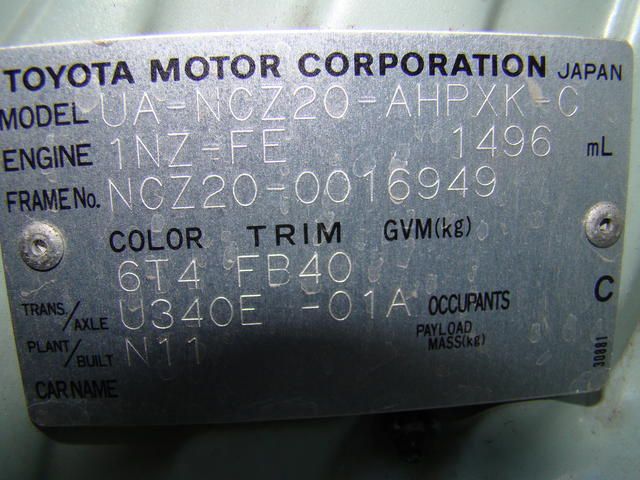 TOYOTA MOTOR CORPORATION JAPAN
MODEL UA-NCZ20-AHPXK-C
ENGINE 1NZ-FE 1496 mL
FRAME No. NCZ20-0016949
COLOR TRIM GVM(kg)
6T4 FB40
C
TRANS./AXLE U340E -01A OCCUPANTS
PLANT/BUILT N11 PAYLOAD MASS(kg)
CAR NAME
30881